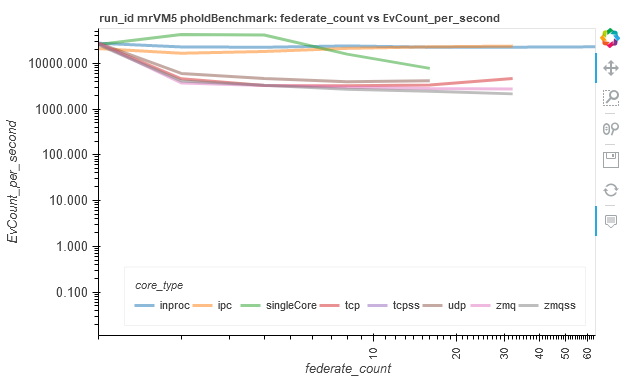 run_id mrVM5 pholdBenchmark: federate_count vs EvCount_per_second
10000.000
1000.000
100.000
10.000
1.000
0.100
EvCount_per_second
core_type
inproc ipc singleCore tcp tcpss udp zmq zmqss
10 20 30 40 50 60
federate_count